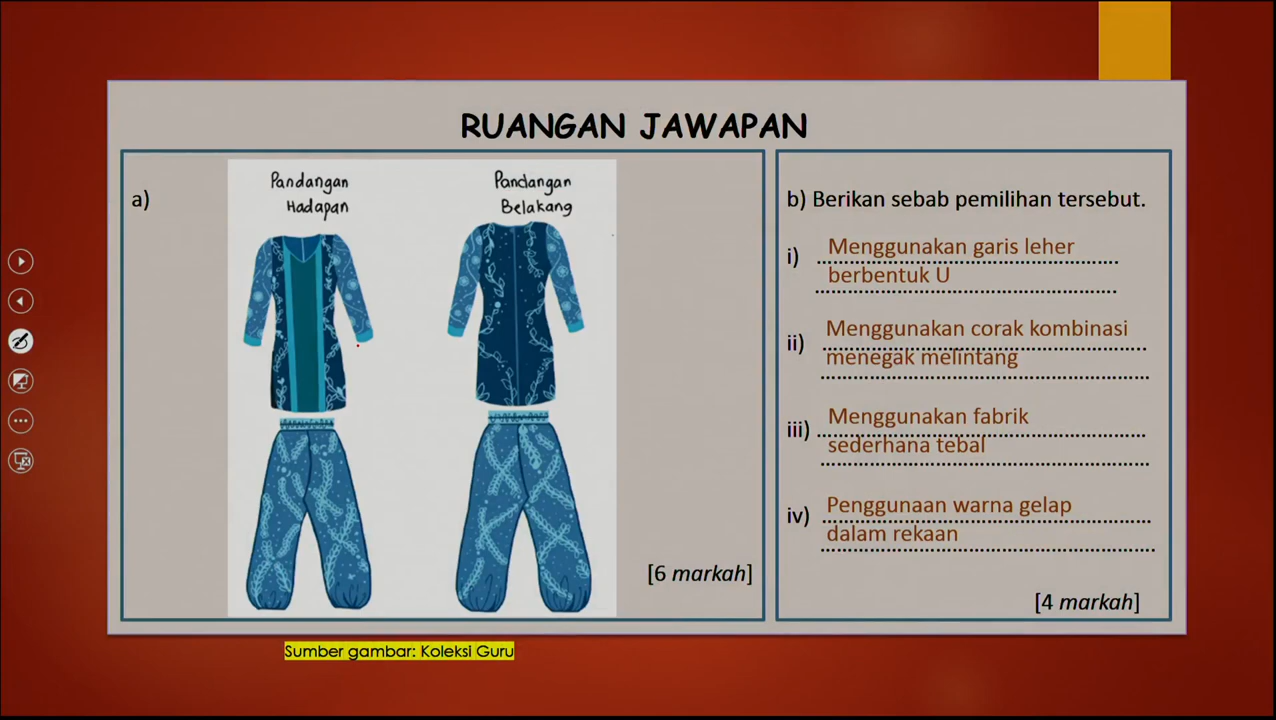 RUANGAN JAWAPAN
a)
Pandangan
Hadapan
Pandangan
Belakang
[6 markah]
b) Berikan sebab pemilihan tersebut.
i) Menggunakan garis leher
berbentuk U
ii) Menggunakan corak kombinasi
menegak melintang
iii) Menggunakan fabrik
sederhana tebal
iv) Penggunaan warna gelap
dalam rekaan
[4 markah]
Sumber gambar: Koleksi Guru